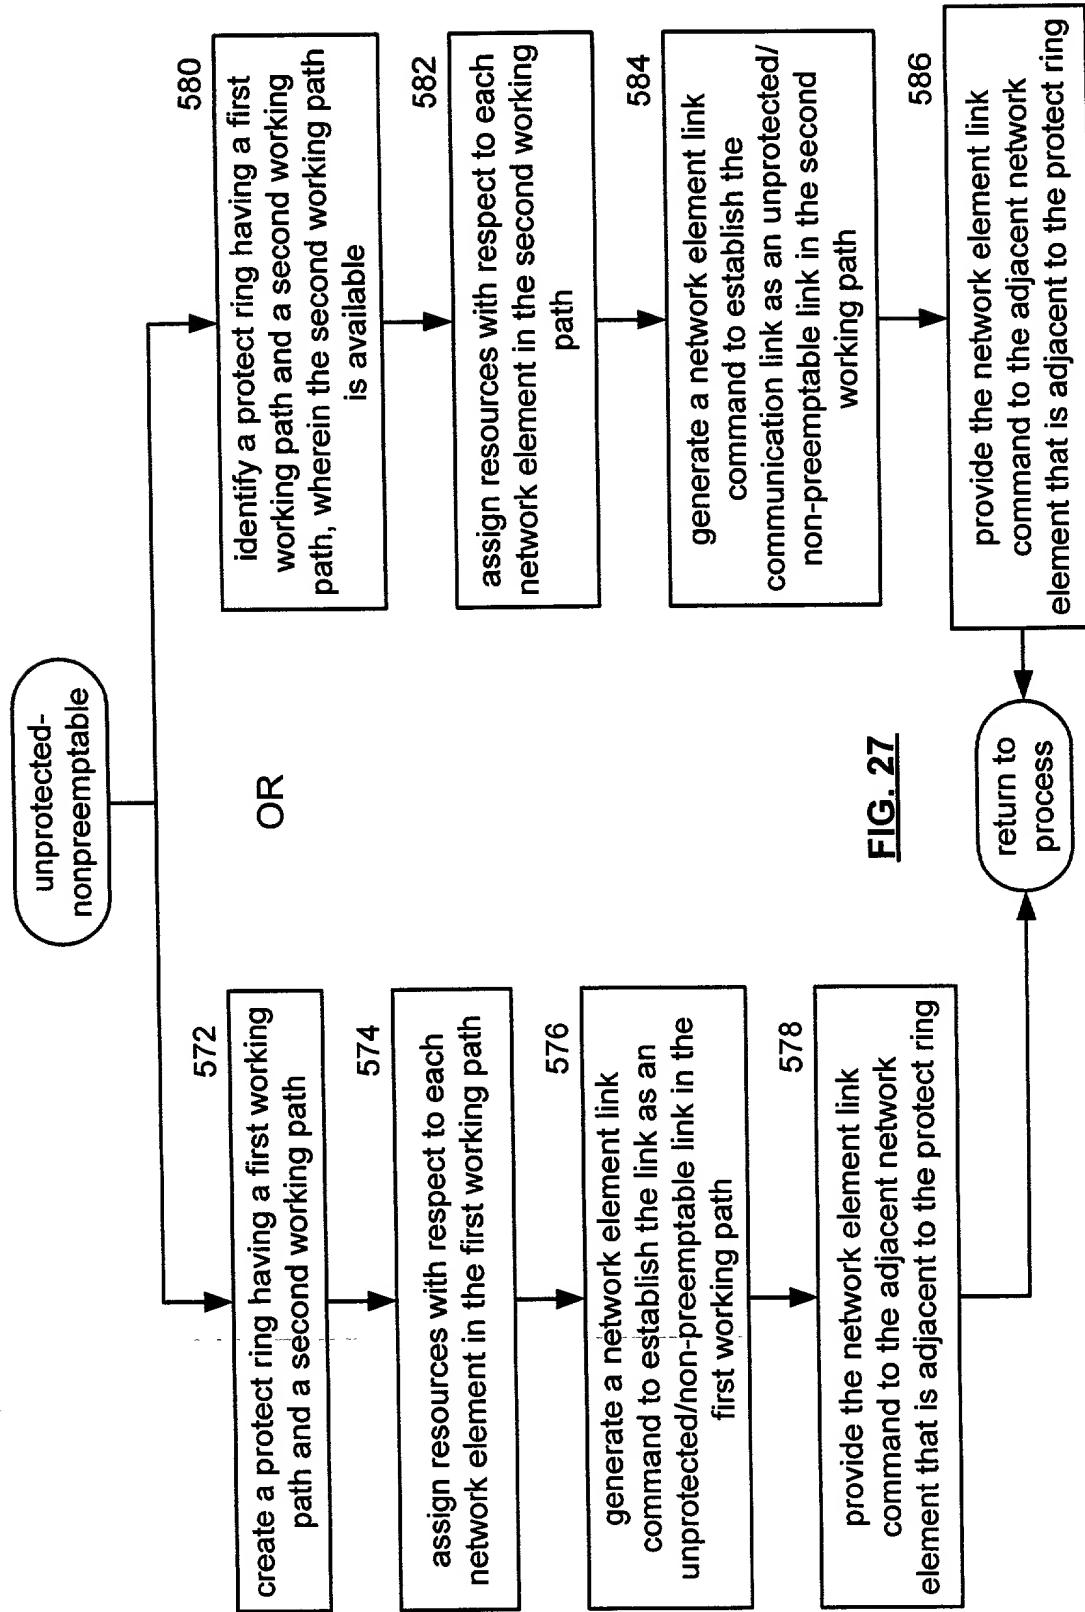 unprotected-
nonpreemptable
OR
572
create a protect ring having a first working
path and a second working path
574
assign resources with respect to each
network element in the first working path
576
generate a network element link
command to establish the link as an
unprotected/non-preemptable link in the
first working path
578
provide the network element link
command to the adjacent network
element that is adjacent to the protect ring
580
identify a protect ring having a first
working path and a second working
path, wherein the second working path
is available
582
assign resources with respect to each
network element in the second working
path
584
generate a network element link
command to establish the
communication link as an unprotected/
non-preemptable link in the second
working path
586
provide the network element link
command to the adjacent network
element that is adjacent to the protect ring
return to
process
FIG. 27